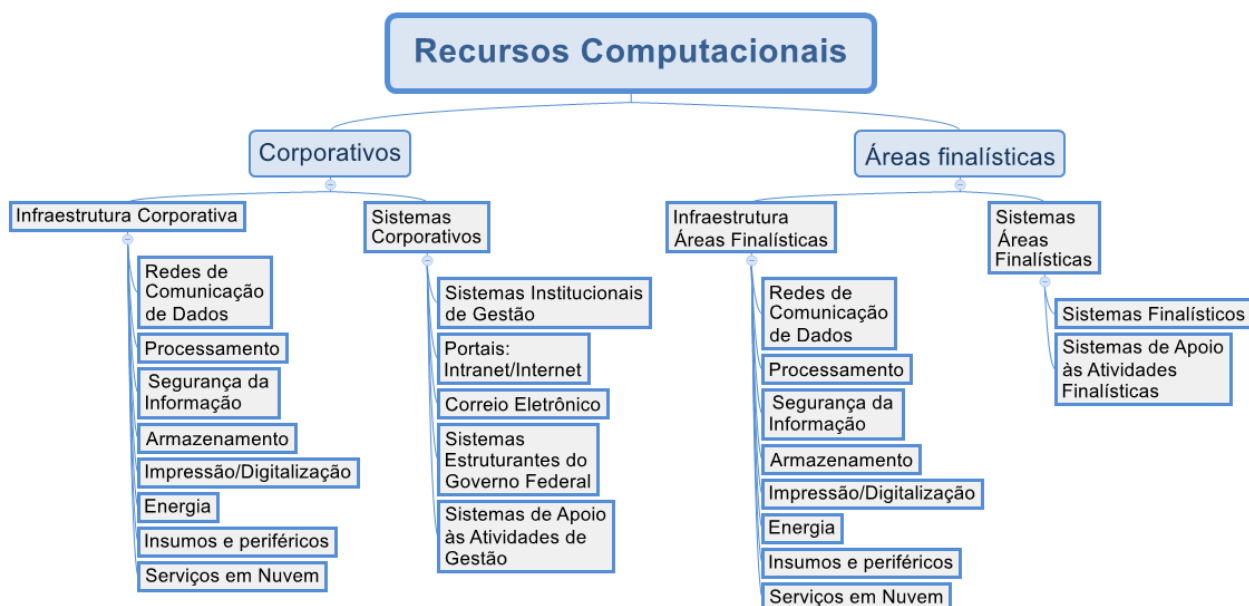 Recursos Computacionais
Corporativos
Infraestrutura Corporativa
Redes de
Comunicação
de Dados
Processamento
Segurança da
Informação
Armazenamento
Impressão/Digitalização
Energia
Insumos e periféricos
Serviços em Nuvem
Sistemas
Corporativos
Sistemas Institucionais
de Gestão
Portais:
Intranet/Internet
Correio Eletrônico
Sistemas
Estruturantes do
Governo Federal
Sistemas de Apoio
às Atividades de
Gestão
Áreas finalísticas
Infraestrutura
Áreas Finalísticas
Redes de
Comunicação
de Dados
Processamento
Segurança da
Informação
Armazenamento
Impressão/Digitalização
Energia
Insumos e periféricos
Serviços em Nuvem
Sistemas
Áreas
Finalísticas
Sistemas Finalísticos
Sistemas de Apoio
às Atividades
Finalísticas